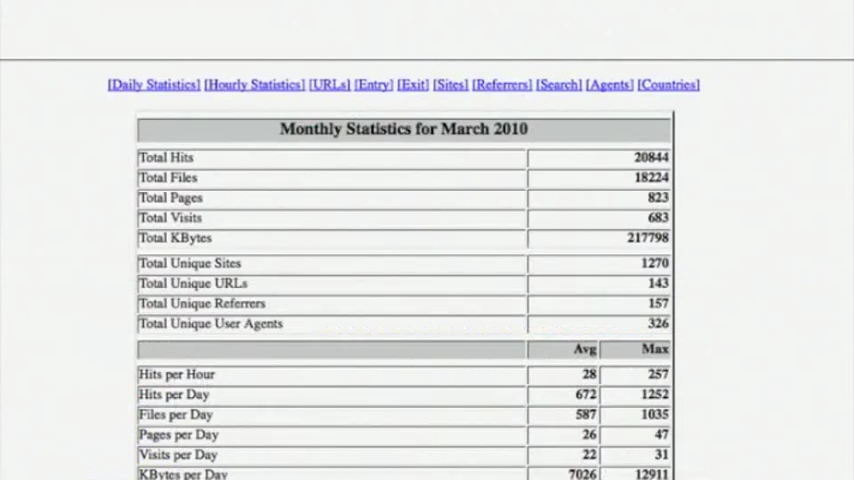 [Daily Statistics] [Hourly Statistics] [URLs] [Entry] [Exit] [Sites] [Referrers] [Search] [Agents] [Countries]
Monthly Statistics for March 2010
Total Hits 20844
Total Files 18224
Total Pages 823
Total Visits 683
Total KBytes 217798
Total Unique Sites 1270
Total Unique URLs 143
Total Unique Referrers 157
Total Unique User Agents 326
Avg Max
Hits per Hour 28 257
Hits per Day 672 1252
Files per Day 587 1035
Pages per Day 26 47
Visits per Day 22 31
KBytes per Day 7026 12911